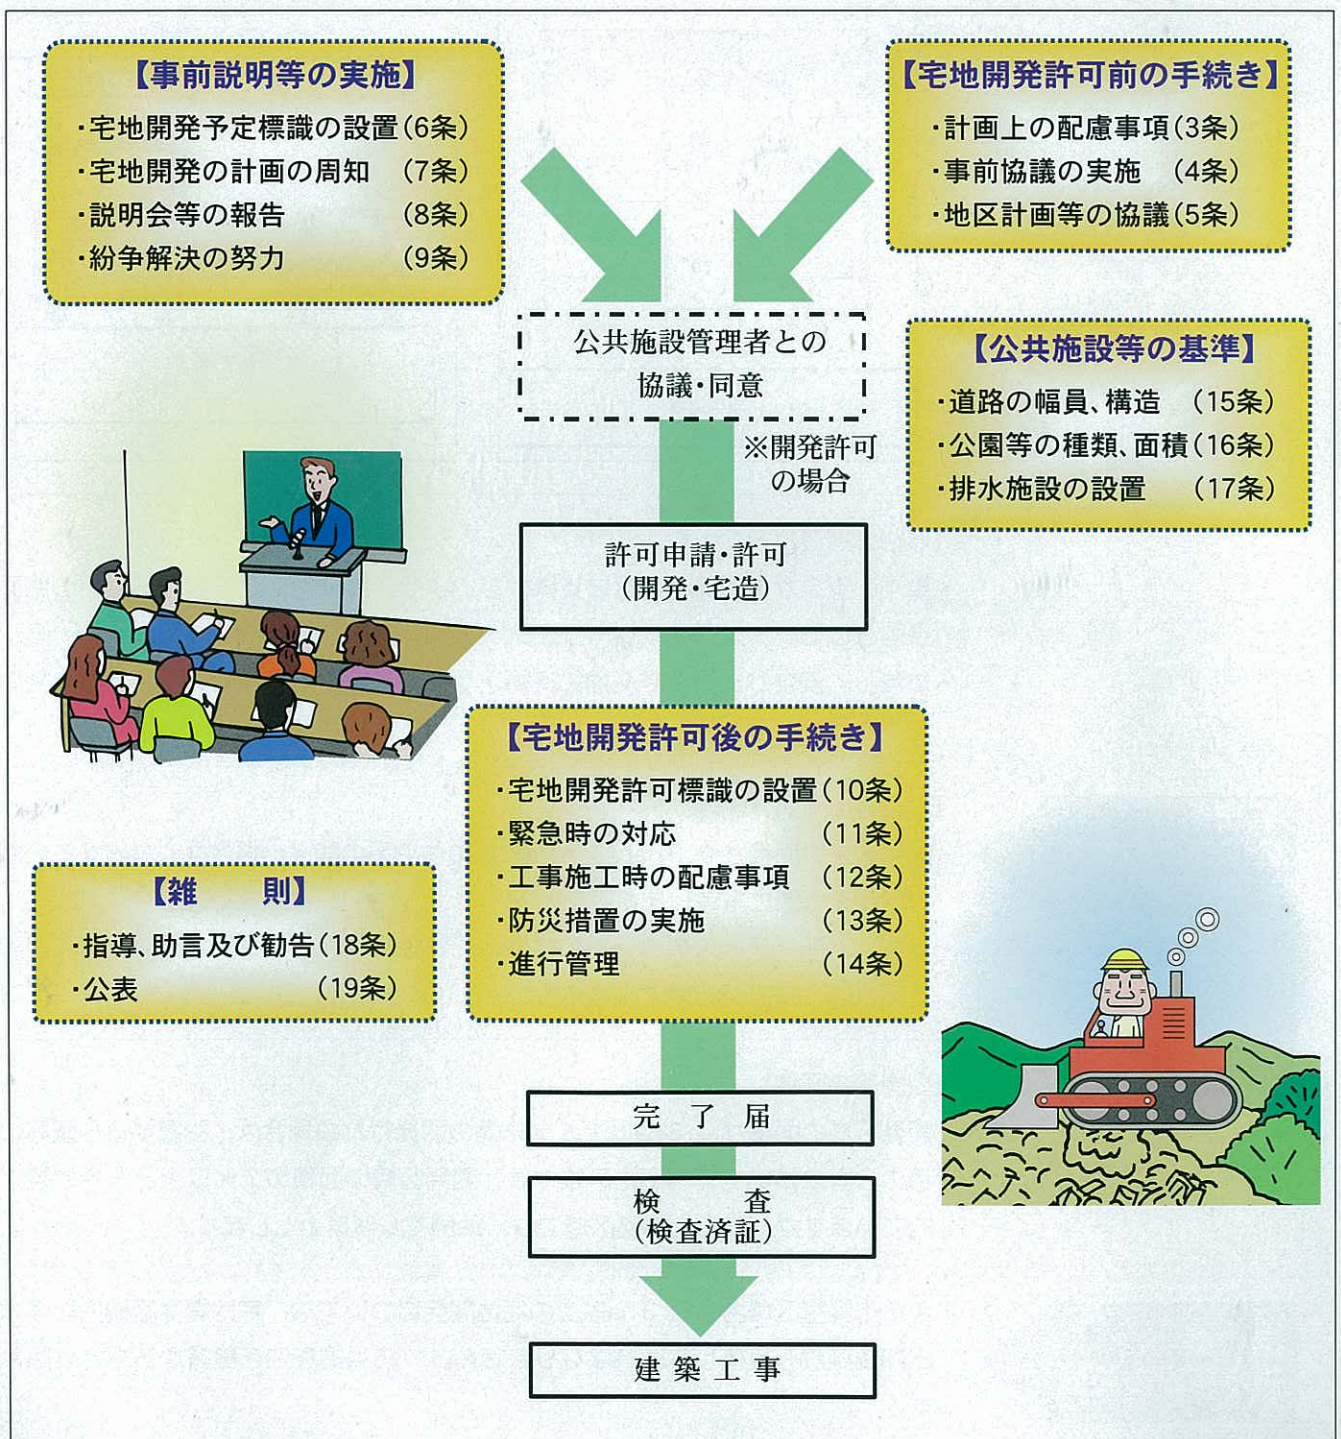 【事前説明等の実施】
・宅地開発予定標識の設置(6条)
・宅地開発の計画の周知 (7条)
・説明会等の報告 (8条)
・紛争解決の努力 (9条)
【宅地開発許可前の手続き】
・計画上の配慮事項(3条)
・事前協議の実施 (4条)
・地区計画等の協議(5条)
公共施設管理者との
協議・同意
※開発許可
の場合
【公共施設等の基準】
・道路の幅員、構造 (15条)
・公園等の種類、面積(16条)
・排水施設の設置 (17条)
許可申請・許可
(開発・宅造)
【宅地開発許可後の手続き】
・宅地開発許可標識の設置(10条)
・緊急時の対応 (11条)
・工事施工時の配慮事項 (12条)
・防災措置の実施 (13条)
・進行管理 (14条)
【雑 則】
・指導、助言及び勧告(18条)
・公表 (19条)
完 了 届
検 査
(検査済証)
建 築 工 事